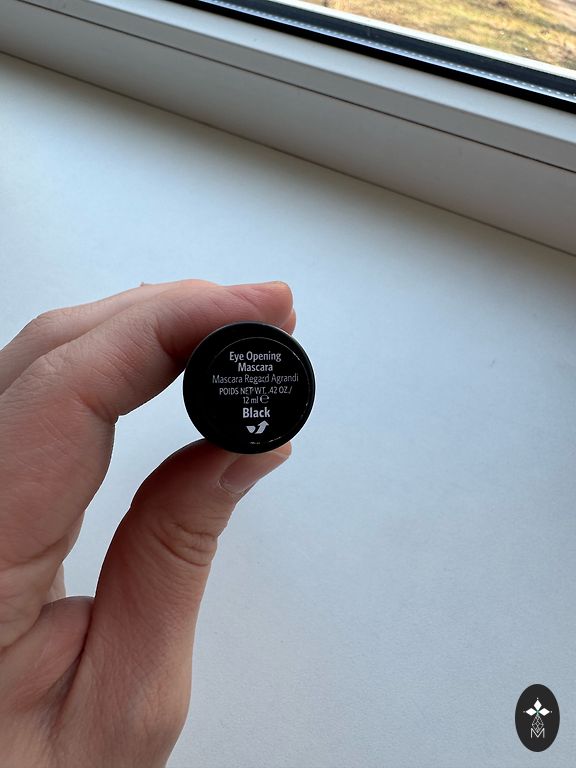 Eye Opening
Mascara
Mascara Regard Agrandi
POIDS NET WT. .42 OZ./
12 ml ℮
Black
M